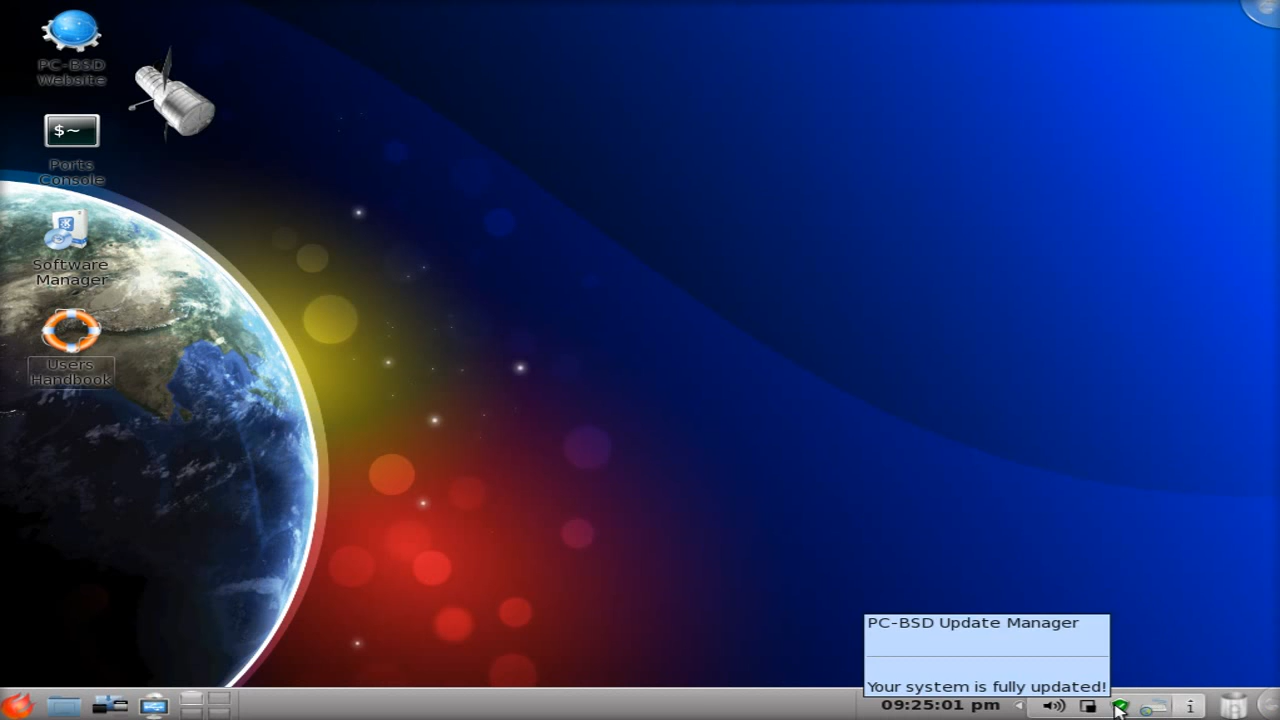 PC-BSD
Website
$~
Ports
Console
Software
Manager
Users
Handbook
PC-BSD Update Manager
Your system is fully updated!
09:25:01 pm
i